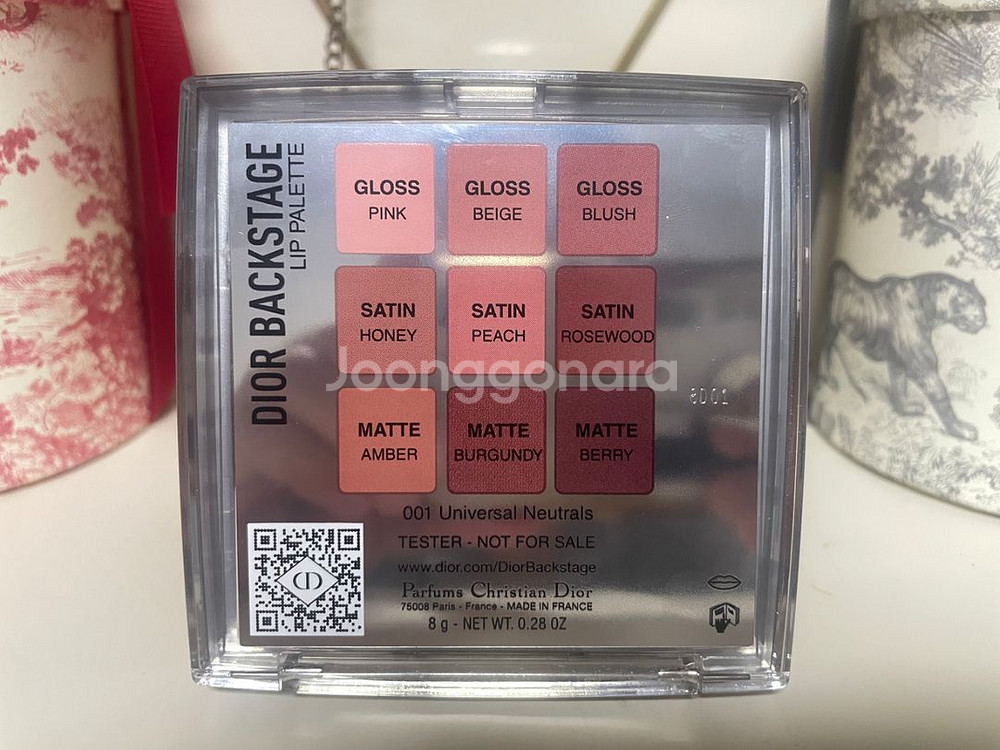 DIOR BACKSTAGE
LIP PALETTE
GLOSS
PINK
GLOSS
BEIGE
GLOSS
BLUSH
SATIN
HONEY
SATIN
PEACH
SATIN
ROSEWOOD
Joonggonara
MATTE
AMBER
MATTE
BURGUNDY
MATTE
BERRY
001 Universal Neutrals
TESTER - NOT FOR SALE
www.dior.com/DiorBackstage
Parfums Christian Dior
75008 Paris - France - MADE IN FRANCE
8 g - NET WT. 0.28 OZ
CD